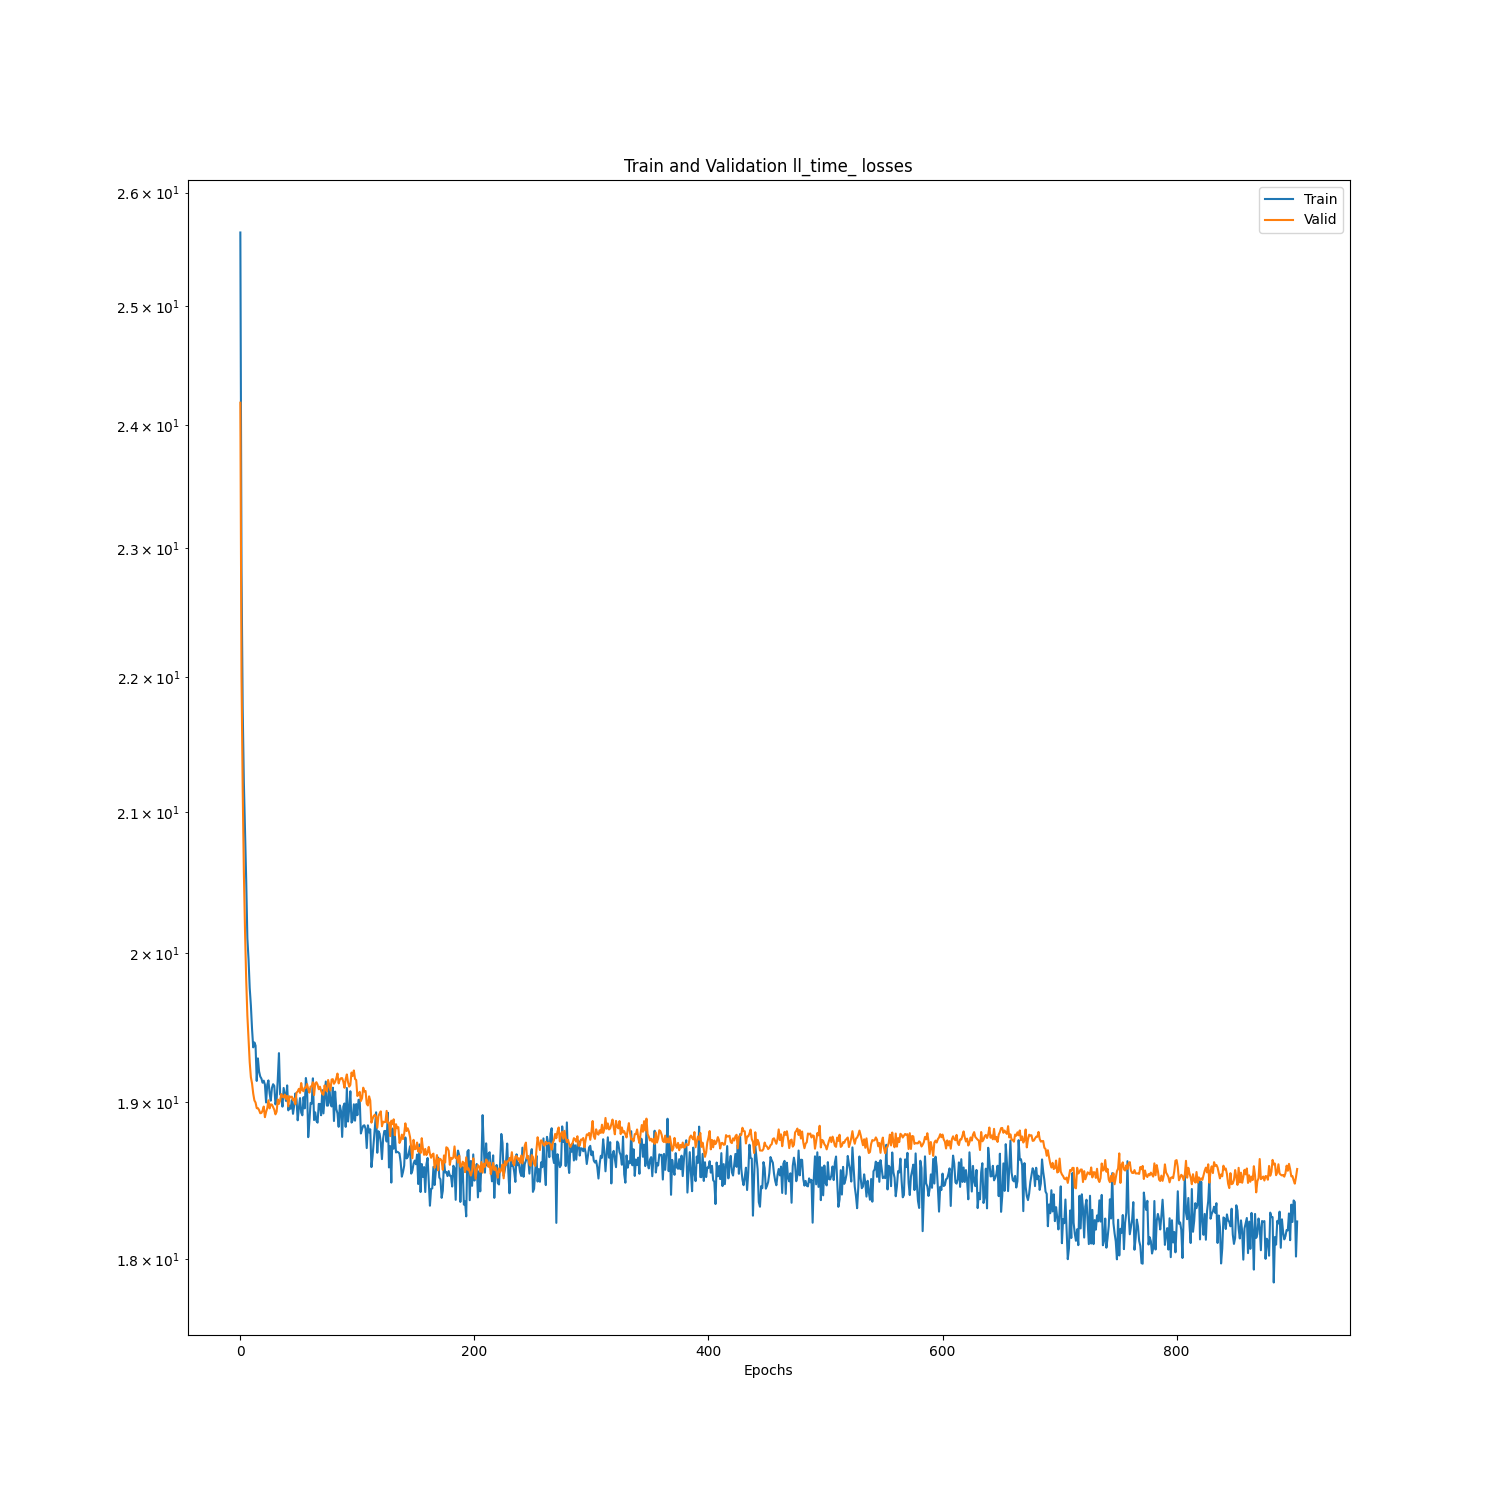 Train and Validation ll_time_ losses
Train
Valid
2.6 × 10¹
2.5 × 10¹
2.4 × 10¹
2.3 × 10¹
2.2 × 10¹
2.1 × 10¹
2 × 10¹
1.9 × 10¹
1.8 × 10¹
0 200 400 600 800
Epochs